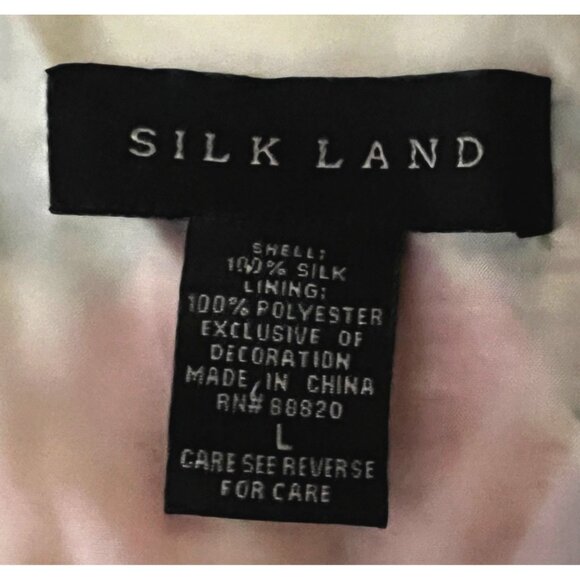 SILK LAND
SHELL:
100% SILK
LINING:
100% POLYESTER
EXCLUSIVE OF
DECORATION
MADE IN CHINA
RN# 88820
L
CARE SEE REVERSE
FOR CARE